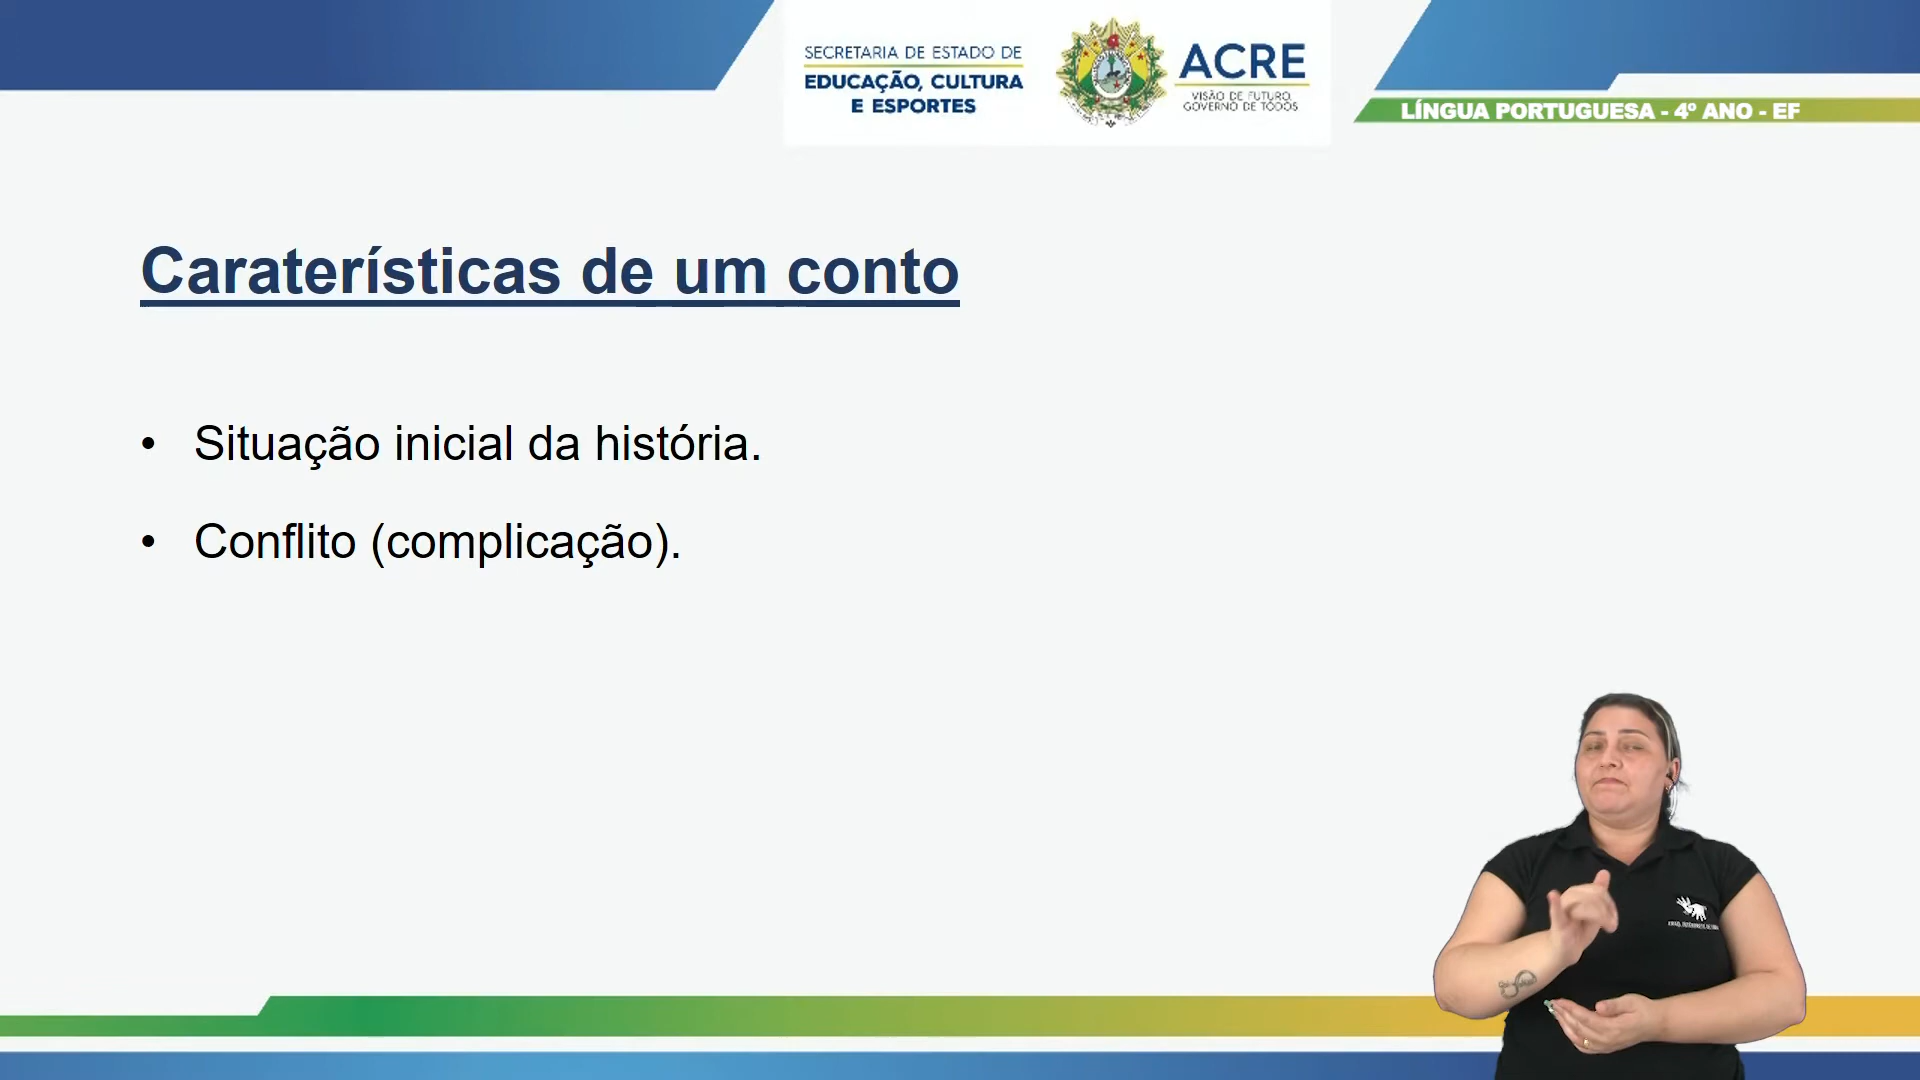 SECRETARIA DE ESTADO DE
EDUCAÇÃO, CULTURA
E ESPORTES
ACRE
VISÃO DE FUTURO,
GOVERNO DE TODOS
LÍNGUA PORTUGUESA - 4º ANO - EF
Caraterísticas de um conto
• Situação inicial da história.
• Conflito (complicação).